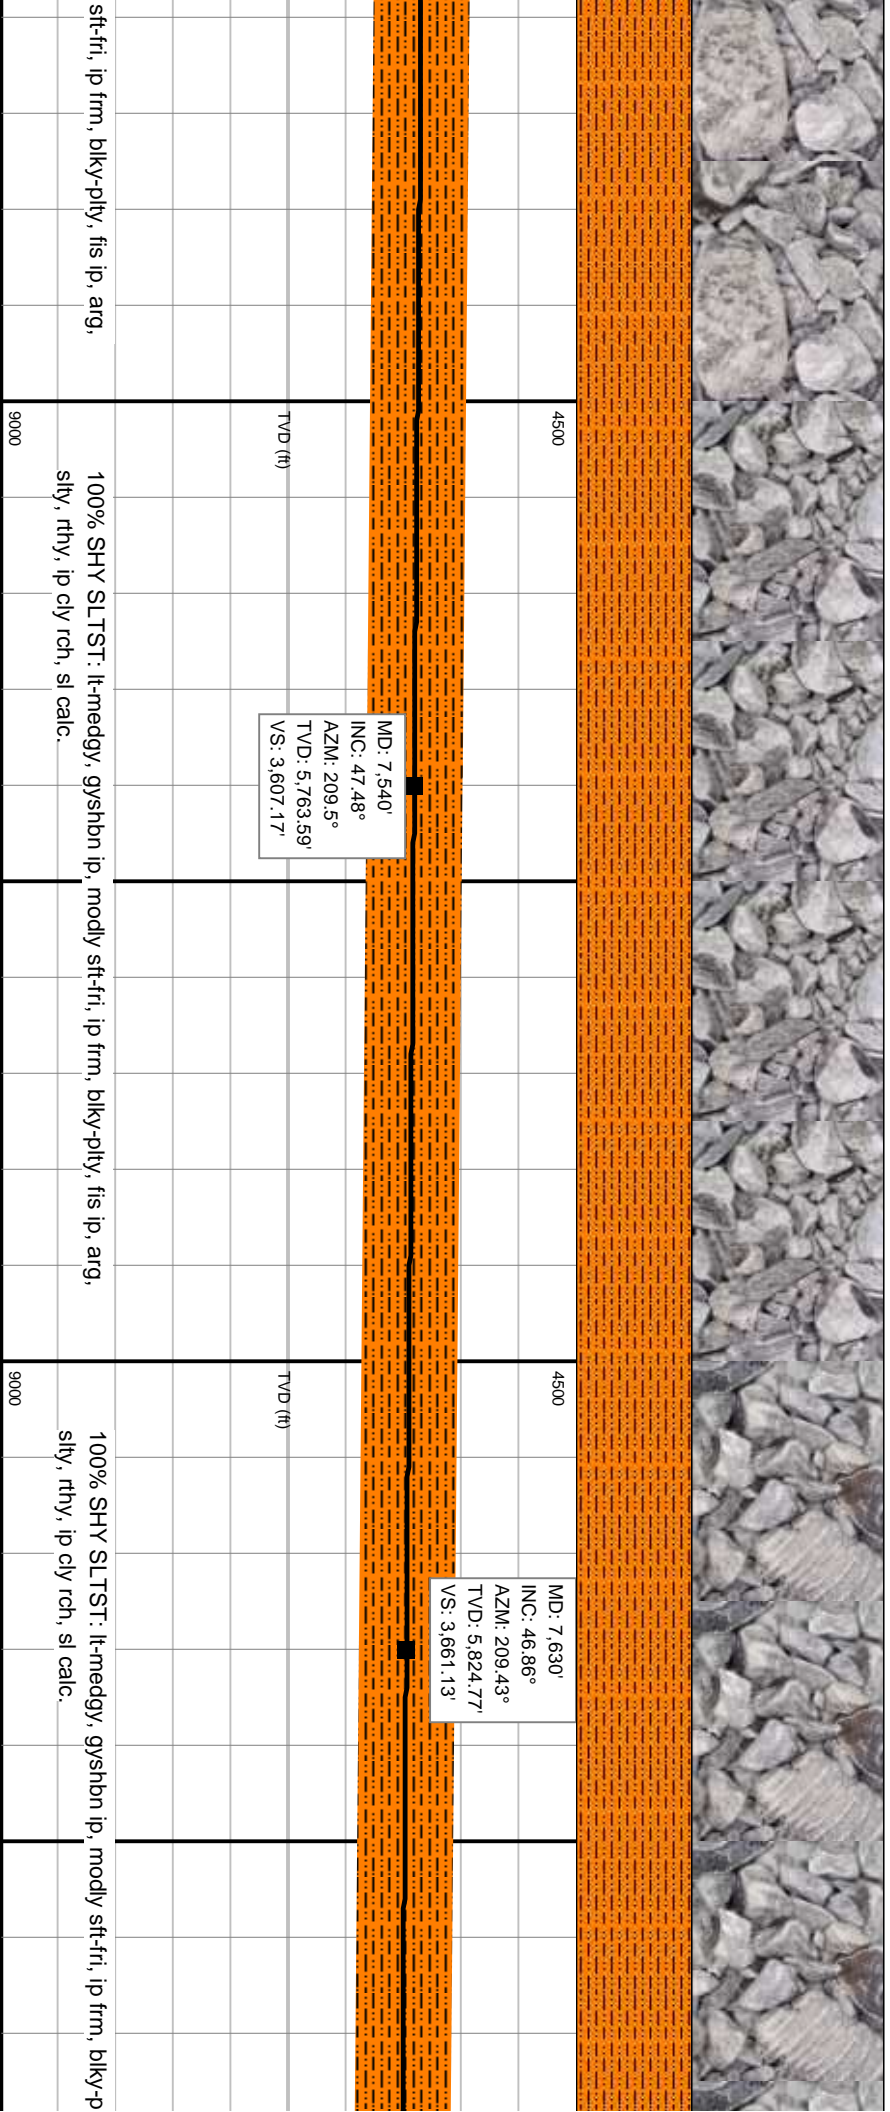 sft-fri, ip frm, blky-plty, fis ip, arg,
4500
TVD (ft)
9000
100% SHY SLTST: lt-medgy, gyshbn ip, modly sft-fri, ip frm, blky-plty, fis ip, arg,
slty, rthy, ip cly rch, sl calc.
MD: 7,540'
INC: 47.48°
AZM: 209.5°
TVD: 5,763.59'
VS: 3,607.17'
4500
TVD (ft)
9000
100% SHY SLTST: lt-medgy, gyshbn ip, modly sft-fri, ip frm, blky-p
slty, rthy, ip cly rch, sl calc.
MD: 7,630'
INC: 46.86°
AZM: 209.43°
TVD: 5,824.77'
VS: 3,661.13'